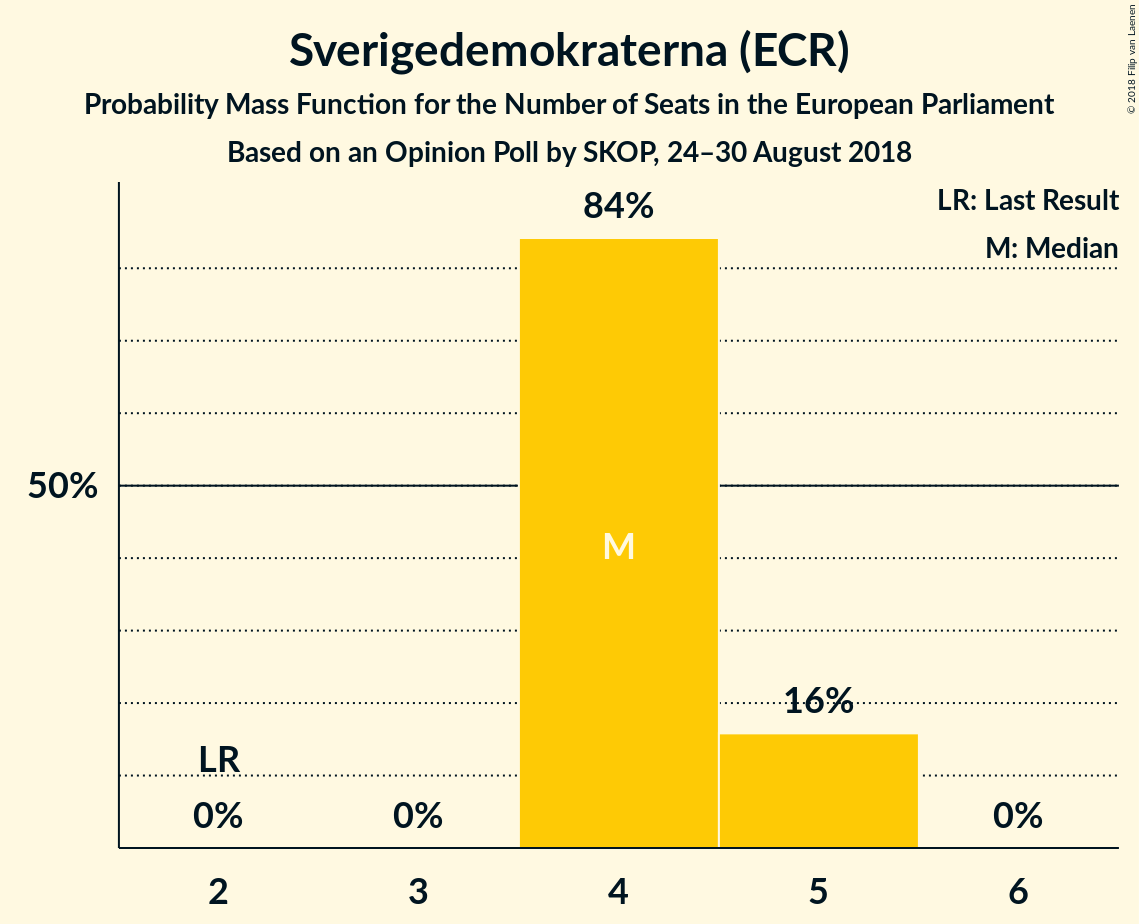 Sverigedemokraterna (ECR)
Probability Mass Function for the Number of Seats in the European Parliament
Based on an Opinion Poll by SKOP, 24–30 August 2018
© 2018 Filip van Laenen
LR: Last Result
M: Median
84%
50%
M
16%
LR
0%
0%
0%
2
3
4
5
6